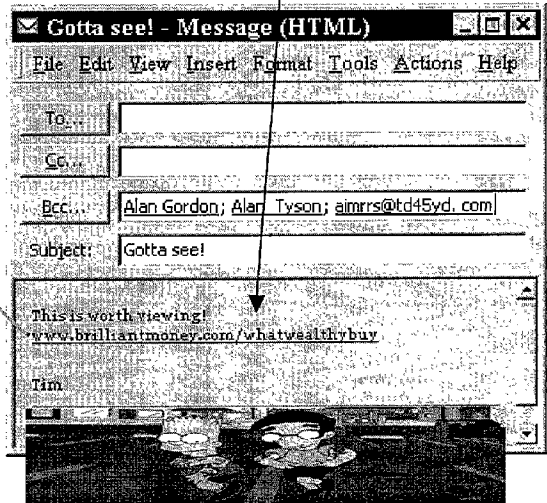 Gotta see! - Message (HTML)
File Edit View Insert Format Tools Actions Help
To...
Cc...
Bcc... Alan Gordon; Alan Tyson; aimrrs@td45yd. com
Subject: Gotta see!
This is worth viewing!
www.brilliantmoney.com/whatwealthybuy
Tim